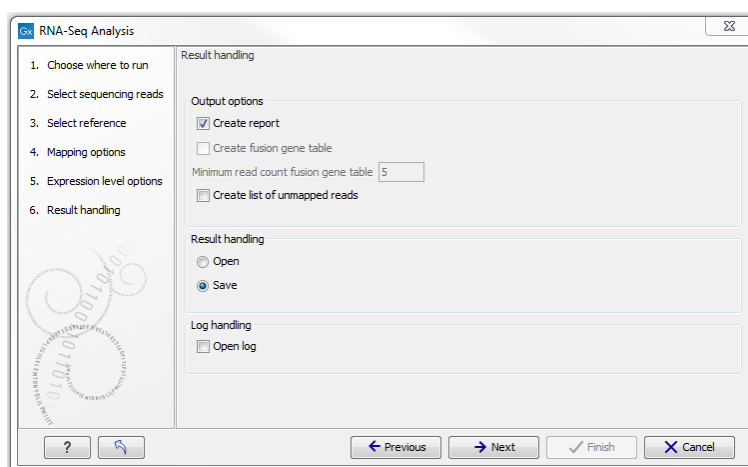 Gx RNA-Seq Analysis
1. Choose where to run
2. Select sequencing reads
3. Select reference
4. Mapping options
5. Expression level options
6. Result handling
Result handling
Output options
Create report
Create fusion gene table
Minimum read count fusion gene table 5
Create list of unmapped reads
Result handling
Open
Save
Log handling
Open log
?
Previous
Next
Finish
Cancel